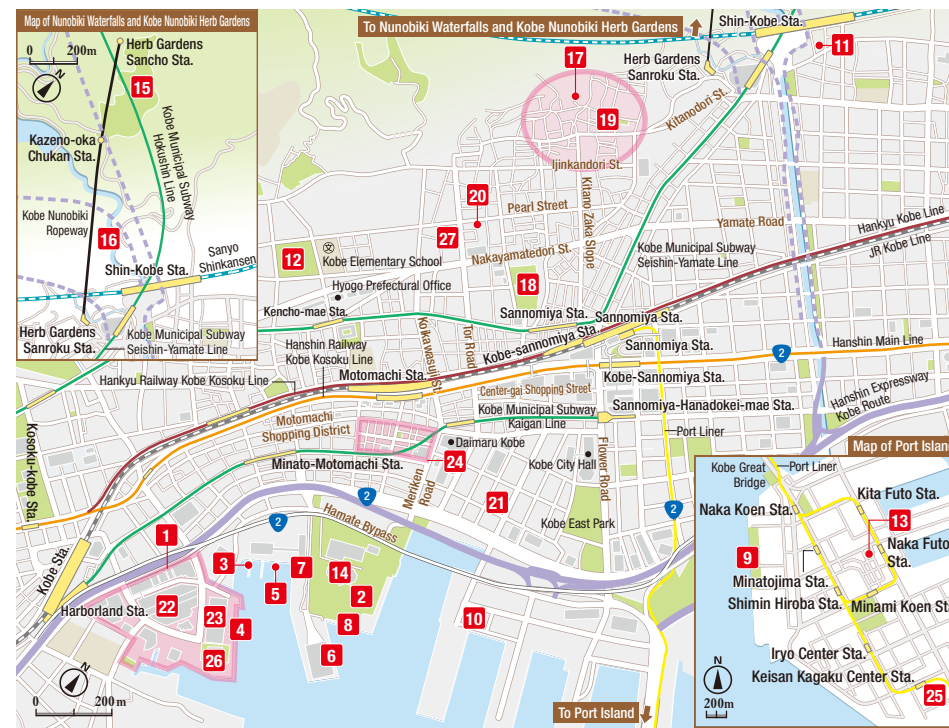 Map of Nunobiki Waterfalls and Kobe Nunobiki Herb Gardens
0 200m
N
Herb Gardens
Sancho Sta.
15
Kobe Municipal Subway
Hokushin Line
Kazeno-oka
Chukan Sta.
Kobe Nunobiki
Ropeway
16
Sanyo
Shinkansen
Shin-Kobe Sta.
Herb Gardens
Sanroku Sta.
Kobe Municipal Subway
Seishin-Yamate Line
To Nunobiki Waterfalls and Kobe Nunobiki Herb Gardens
Shin-Kobe Sta.
11
Herb Gardens
Sanroku Sta.
17
19
Kitanodori St.
Ijinkandori St.
Kitano Zaka Slope
20
Pearl Street
27
Yamate Road
Nakayamatedori St.
12
Kobe Elementary School
Hyogo Prefectural Office
18
Kobe Municipal Subway
Seishin-Yamate Line
Hankyu Kobe Line
JR Kobe Line
Kencho-mae Sta.
Sannomiya Sta.
Sannomiya Sta.
Kobe-sannomiya Sta.
Sannomiya Sta.
Koikawasuji St.
Tor Road
Hanshin Railway
Kobe Kosoku Line
Hankyu Railway Kobe Kosoku Line
Motomachi Sta.
2
Hanshin Main Line
Kobe-Sannomiya Sta.
Center-gai Shopping Street
Hanshin Expressway
Kobe Route
Kobe Municipal Subway
Kaigan Line
Sannomiya-Hanadokei-mae Sta.
Motomachi
Shopping District
Port Liner
Kosoku-kobe Sta.
Daimaru Kobe
24
Minato-Motomachi Sta.
Meriken
Road
Kobe City Hall
Flower Road
21
Kobe East Park
2
2
Hamate Bypass
2
Kobe Sta.
1
3
5
7
14
2
8
6
10
Harborland Sta.
22
23
4
26
N
0 200m
To Port Island
Map of Port Island
Kobe Great
Bridge
Port Liner
Kita Futo Sta.
Naka Koen Sta.
13
Naka Futo
Sta.
9
Minatojima Sta.
Shimin Hiroba Sta.
Minami Koen St
Iryo Center Sta.
Keisan Kagaku Center Sta.
25
N
200m